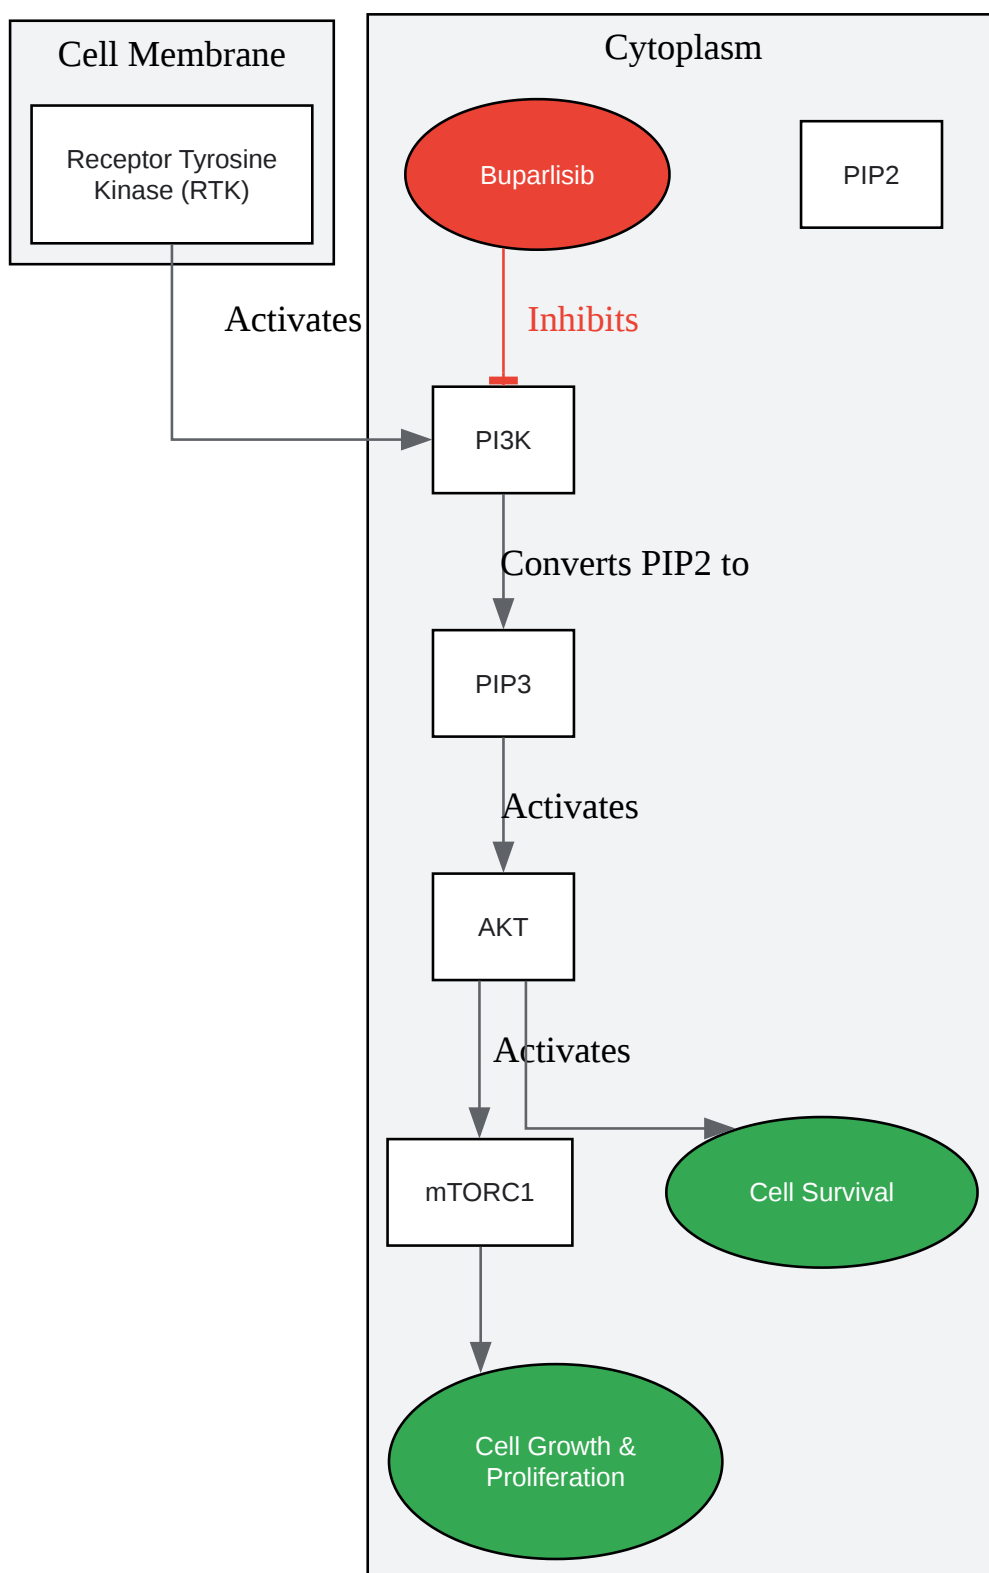 Cell Membrane
Receptor Tyrosine
Kinase (RTK)
Cytoplasm
Buparlisib
PIP2
Activates
Inhibits
PI3K
Converts PIP2 to
PIP3
Activates
AKT
Activates
mTORC1
Cell Survival
Cell Growth &
Proliferation